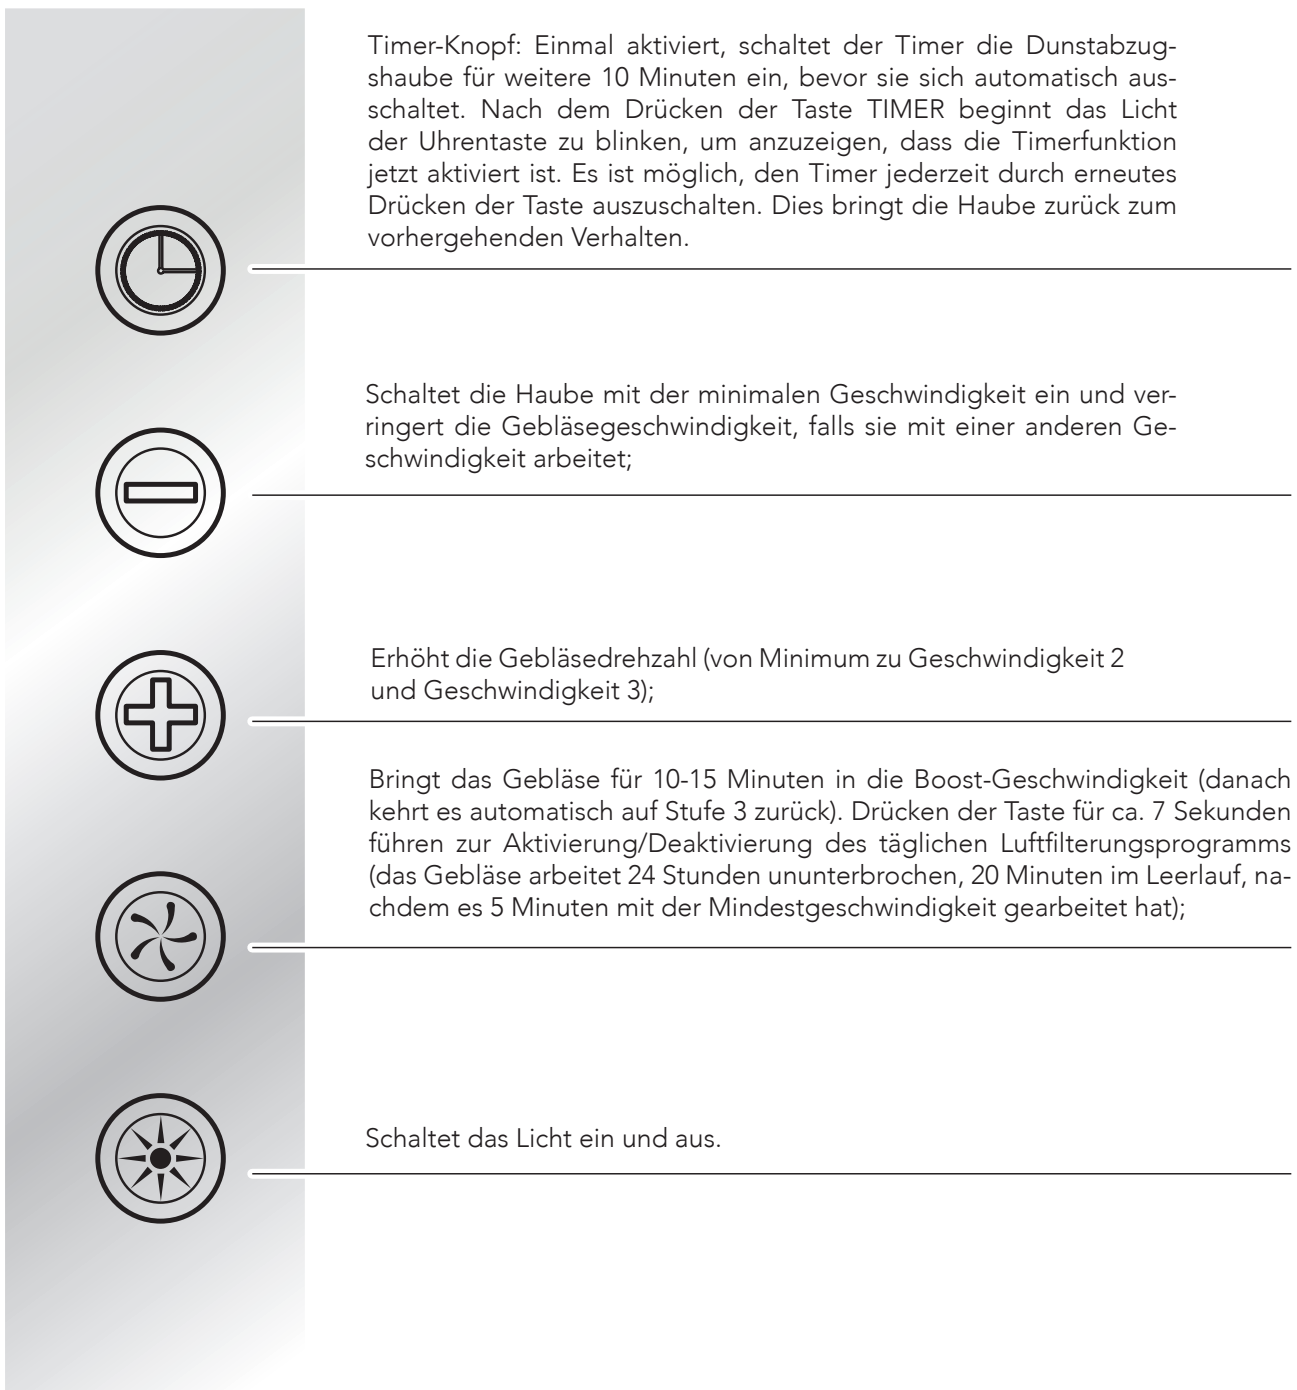 Timer-Knopf: Einmal aktiviert, schaltet der Timer die Dunstabzug-
shaube für weitere 10 Minuten ein, bevor sie sich automatisch aus-
schaltet. Nach dem Drücken der Taste TIMER beginnt das Licht
der Uhrentaste zu blinken, um anzuzeigen, dass die Timerfunktion
jetzt aktiviert ist. Es ist möglich, den Timer jederzeit durch erneutes
Drücken der Taste auszuschalten. Dies bringt die Haube zurück zum
vorhergehenden Verhalten.
Schaltet die Haube mit der minimalen Geschwindigkeit ein und ver-
ringert die Gebläsegeschwindigkeit, falls sie mit einer anderen Ge-
schwindigkeit arbeitet;
Erhöht die Gebläsedrehzahl (von Minimum zu Geschwindigkeit 2
und Geschwindigkeit 3);
Bringt das Gebläse für 10-15 Minuten in die Boost-Geschwindigkeit (danach
kehrt es automatisch auf Stufe 3 zurück). Drücken der Taste für ca. 7 Sekunden
führen zur Aktivierung/Deaktivierung des täglichen Luftfilterungsprogramms
(das Gebläse arbeitet 24 Stunden ununterbrochen, 20 Minuten im Leerlauf, na-
chdem es 5 Minuten mit der Mindestgeschwindigkeit gearbeitet hat);
Schaltet das Licht ein und aus.